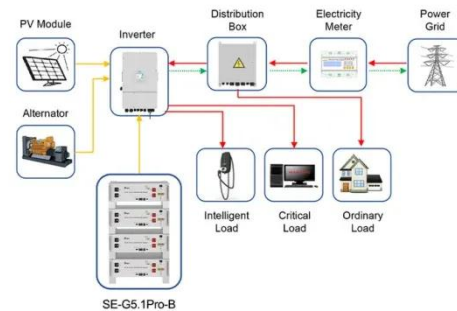 PV Module
Inverter
Distribution
Box
Electricity
Meter
Power
Grid
Alternator
Intelligent
Load
Critical
Load
Ordinary
Load
SE-G5.1Pro-B